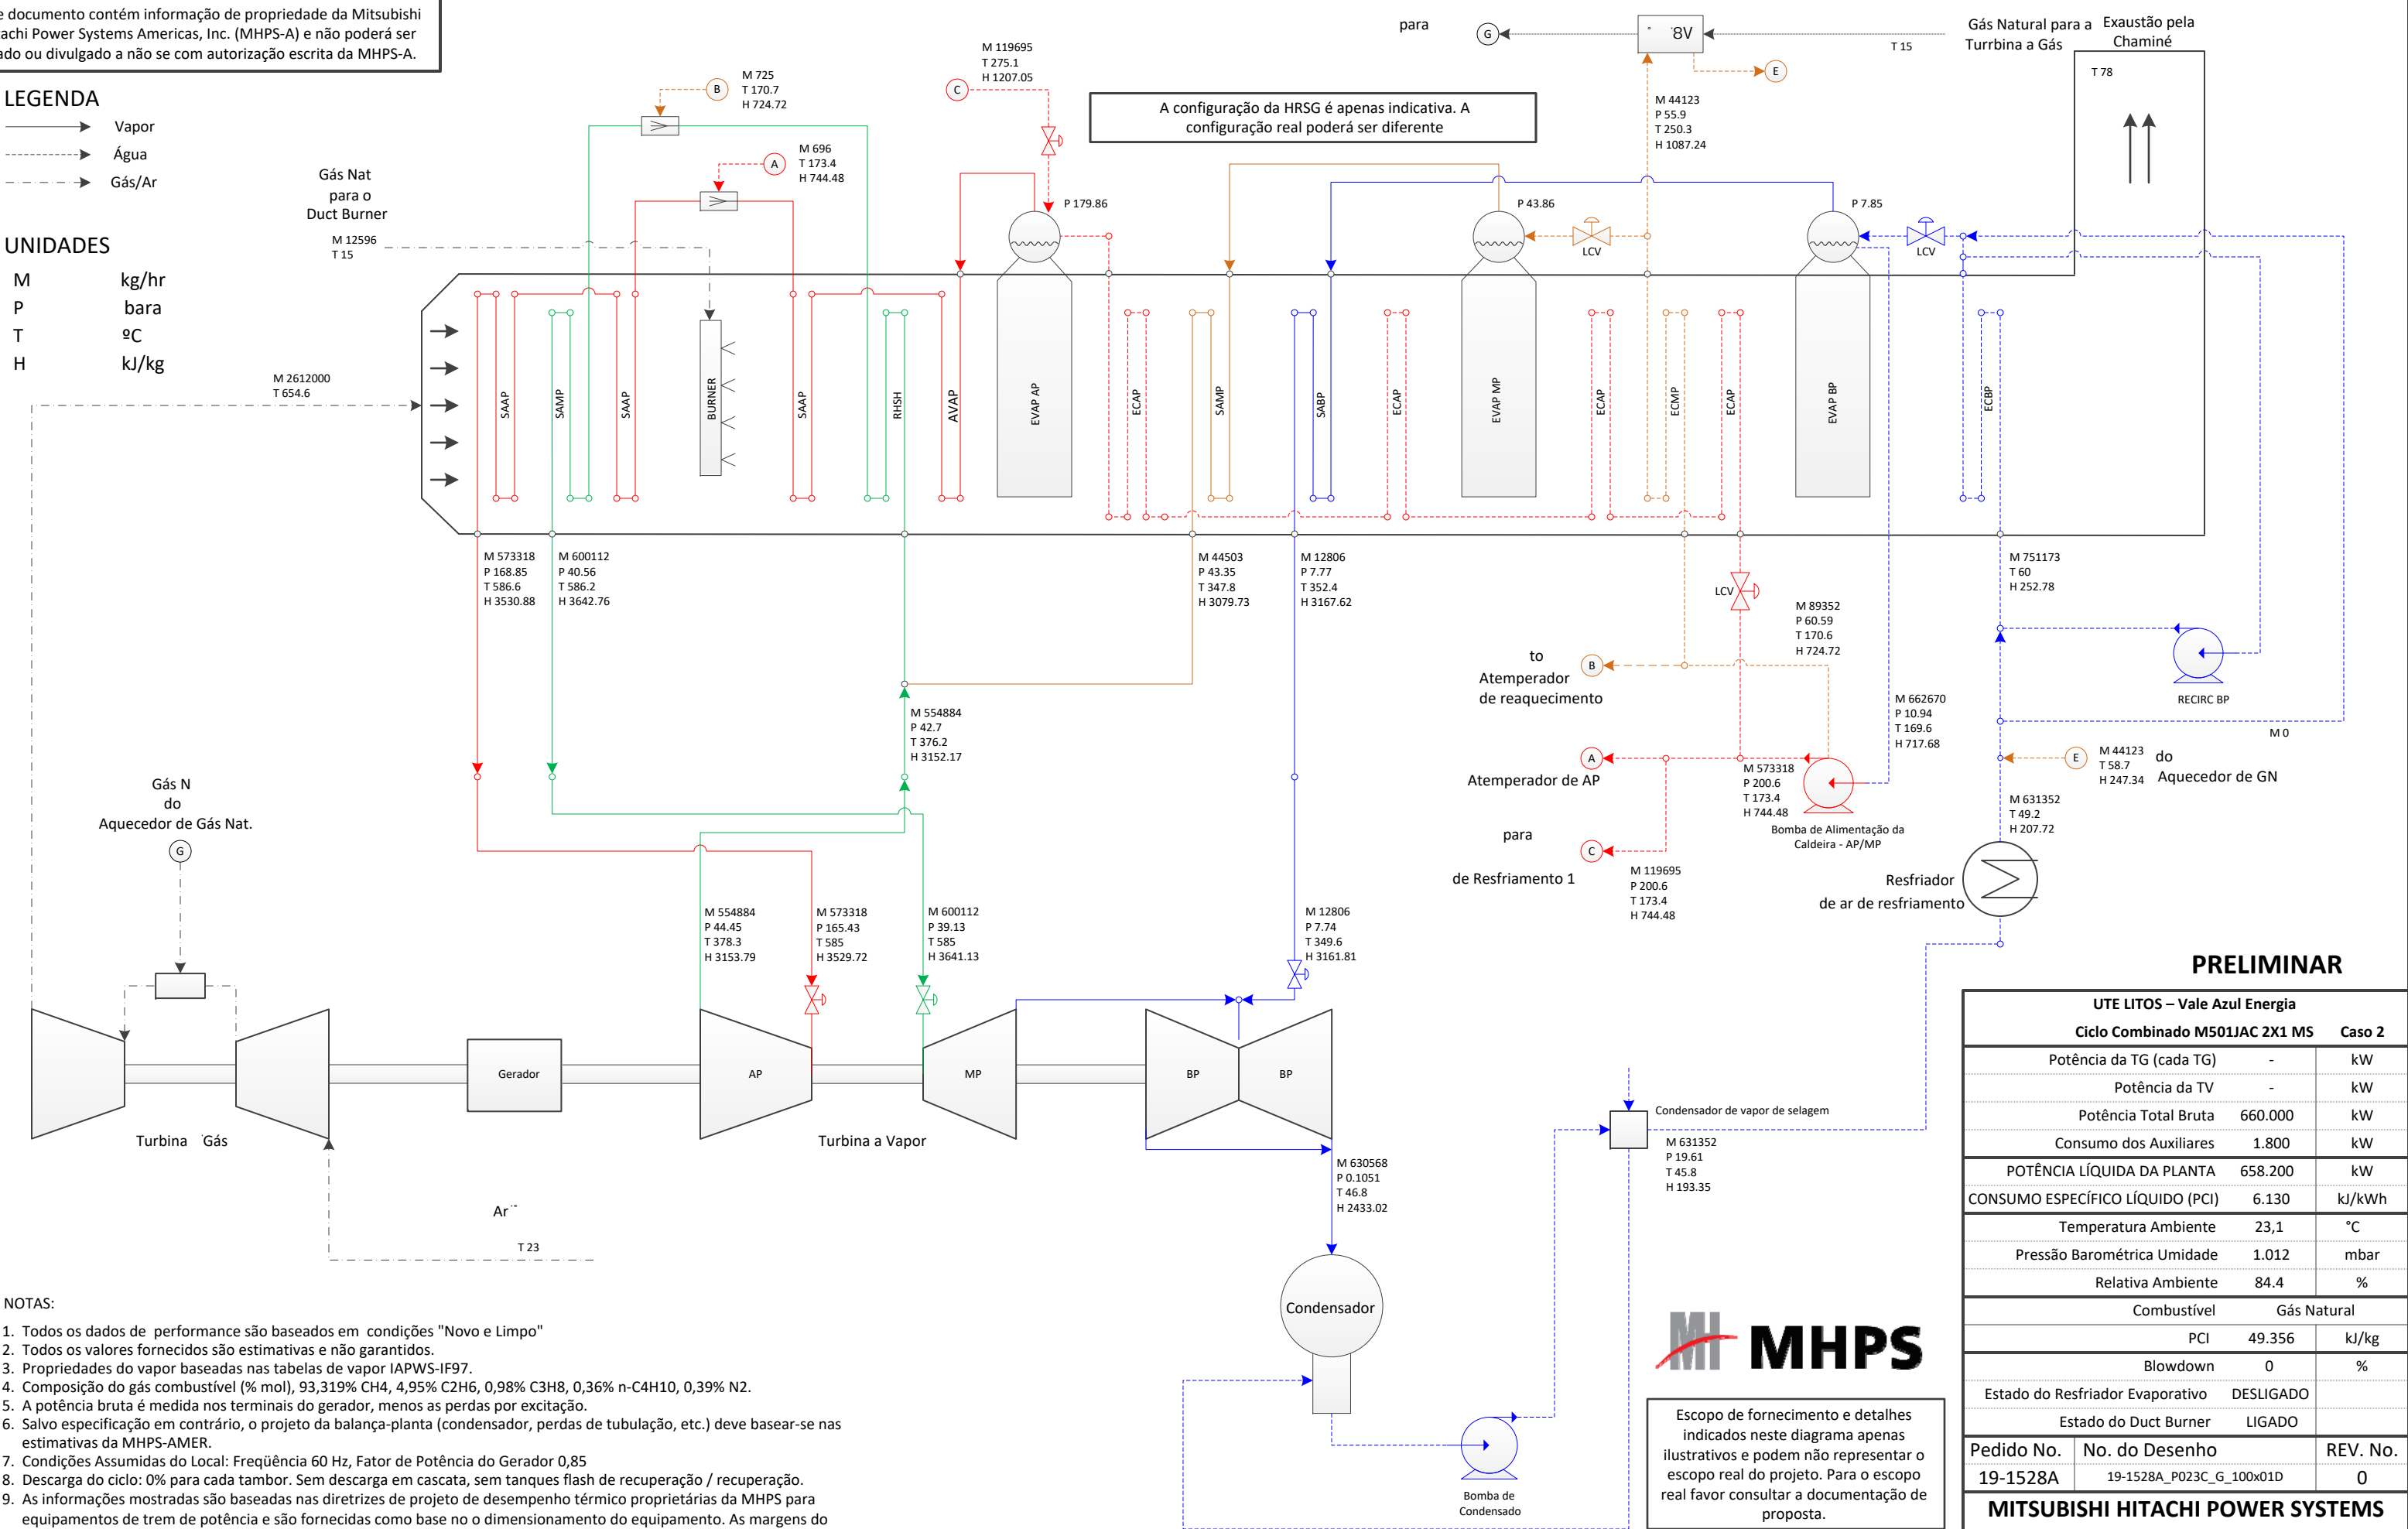 e documento contém informação de propriedade da Mitsubishi
tachi Power Systems Americas, Inc. (MHPS-A) e não poderá ser
ado ou divulgado a não se com autorização escrita da MHPS-A.
LEGENDA
Vapor
Água
Gás/Ar
UNIDADES
M kg/hr
P bara
T ºC
H kJ/kg
Gás Nat
para o
Duct Burner
M 12596
T 15
M 2612000
T 654.6
B
M 725
T 170.7
H 724.72
A
M 696
T 173.4
H 744.48
C
M 119695
T 275.1
H 1207.05
A configuração da HRSG é apenas indicativa. A
configuração real poderá ser diferente
para
G
8V
E
T 15
Gás Natural para a
Turrbina a Gás
Exaustão pela
Chaminé
T 78
M 44123
P 55.9
T 250.3
H 1087.24
P 179.86
P 43.86
LCV
P 7.85
LCV
SAAP
SAMP
SAAP
BURNER
SAAP
RHSH
AVAP
EVAP AP
ECAP
SAMP
SABP
ECAP
EVAP MP
ECAP
ECMP
ECAP
EVAP BP
ECBP
M 573318
P 168.85
T 586.6
H 3530.88
M 600112
P 40.56
T 586.2
H 3642.76
M 44503
P 43.35
T 347.8
H 3079.73
M 12806
P 7.77
T 352.4
H 3167.62
M 751173
T 60
H 252.78
LCV
M 89352
P 60.59
T 170.6
H 724.72
to
Atemperador
de reaquecimento
B
M 662670
P 10.94
T 169.6
H 717.68
RECIRC BP
M 0
M 554884
P 42.7
T 376.2
H 3152.17
A
Atemperador de AP
M 573318
P 200.6
T 173.4
H 744.48
Bomba de Alimentação da
Caldeira - AP/MP
E
M 44123
T 58.7
H 247.34
do
Aquecedor de GN
M 631352
T 49.2
H 207.72
para
C
de Resfriamento 1
M 119695
P 200.6
T 173.4
H 744.48
Resfriador
de ar de resfriamento
Gás N
do
Aquecedor de Gás Nat.
G
M 554884
P 44.45
T 378.3
H 3153.79
M 573318
P 165.43
T 585
H 3529.72
M 600112
P 39.13
T 585
H 3641.13
M 12806
P 7.74
T 349.6
H 3161.81
Gerador
AP
MP
BP
BP
Turbina Gás
Turbina a Vapor
Ar
T 23
M 630568
P 0.1051
T 46.8
H 2433.02
Condensador
Condensador de vapor de selagem
M 631352
P 19.61
T 45.8
H 193.35
Bomba de
Condensado
MHPS
Escopo de fornecimento e detalhes
indicados neste diagrama apenas
ilustrativos e podem não representar o
escopo real do projeto. Para o escopo
real favor consultar a documentação de
proposta.
NOTAS:
1. Todos os dados de performance são baseados em condições "Novo e Limpo"
2. Todos os valores fornecidos são estimativas e não garantidos.
3. Propriedades do vapor baseadas nas tabelas de vapor IAPWS-IF97.
4. Composição do gás combustível (% mol), 93,319% CH4, 4,95% C2H6, 0,98% C3H8, 0,36% n-C4H10, 0,39% N2.
5. A potência bruta é medida nos terminais do gerador, menos as perdas por excitação.
6. Salvo especificação em contrário, o projeto da balança-planta (condensador, perdas de tubulação, etc.) deve basear-se nas
estimativas da MHPS-AMER.
7. Condições Assumidas do Local: Freqüência 60 Hz, Fator de Potência do Gerador 0,85
8. Descarga do ciclo: 0% para cada tambor. Sem descarga em cascata, sem tanques flash de recuperação / recuperação.
9. As informações mostradas são baseadas nas diretrizes de projeto de desempenho térmico proprietárias da MHPS para
equipamentos de trem de potência e são fornecidas como base no o dimensionamento do equipamento. As margens do
PRELIMINAR
UTE LITOS – Vale Azul Energia
Ciclo Combinado M501JAC 2X1 MS Caso 2
Potência da TG (cada TG) - kW
Potência da TV - kW
Potência Total Bruta 660.000 kW
Consumo dos Auxiliares 1.800 kW
POTÊNCIA LÍQUIDA DA PLANTA 658.200 kW
CONSUMO ESPECÍFICO LÍQUIDO (PCI) 6.130 kJ/kWh
Temperatura Ambiente 23,1 °C
Pressão Barométrica Umidade 1.012 mbar
Relativa Ambiente 84.4 %
Combustível Gás Natural
PCI 49.356 kJ/kg
Blowdown 0 %
Estado do Resfriador Evaporativo DESLIGADO
Estado do Duct Burner LIGADO
Pedido No. No. do Desenho REV. No.
19-1528A 19-1528A_P023C_G_100x01D 0
MITSUBISHI HITACHI POWER SYSTEMS